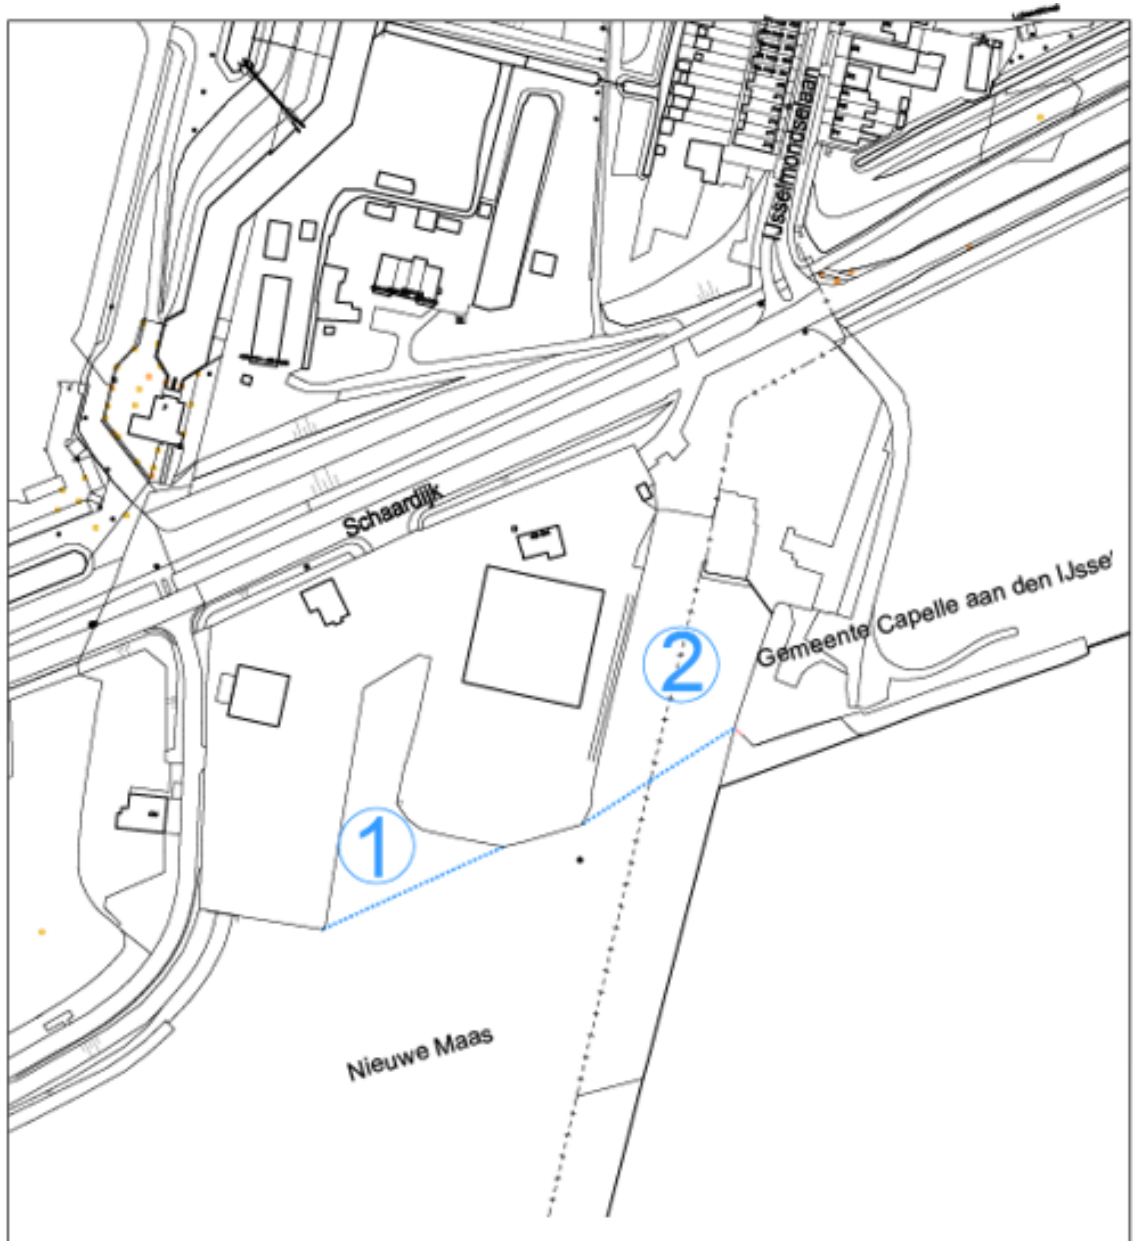 IJsselmondselaan
Schaardijk
Gemeente Capelle aan den IJsse'
2
1
Nieuwe Maas